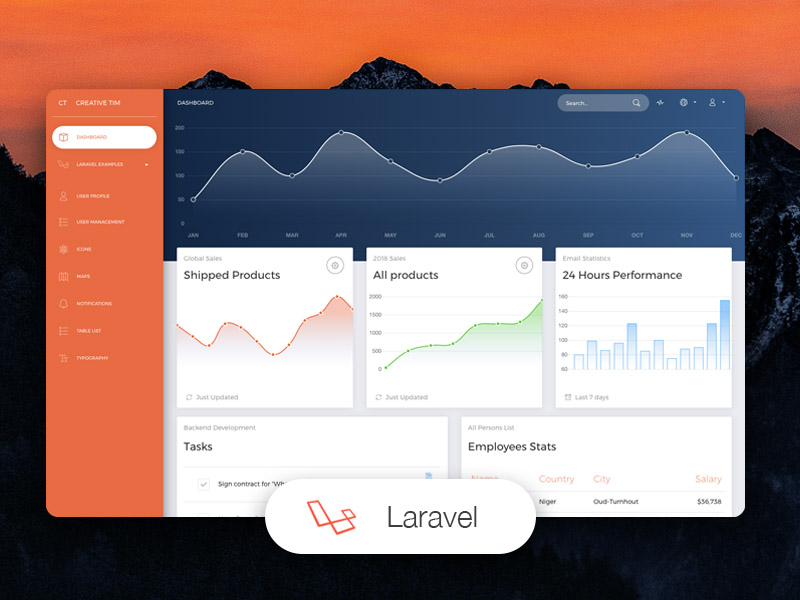 CT CREATIVE TIM
DASHBOARD
LARAVEL EXAMPLES
USER PROFILE
USER MANAGEMENT
ICONS
MAPS
NOTIFICATIONS
TABLE LIST
TYPOGRAPHY
DASHBOARD
Search..
200
150
100
50
0
JAN FEB MAR APR MAY JUN JUL AUG SEP OCT NOV DEC
Global Sales
Shipped Products
Just Updated
2018 Sales
All products
2000
1500
1000
500
0
Just Updated
Email Statistics
24 Hours Performance
160
140
120
100
80
60
Last 7 days
Backend Development
Tasks
Sign contract for "Wh
All Persons List
Employees Stats
Name Country City Salary
Niger Oud-Turnhout $36,738
Laravel